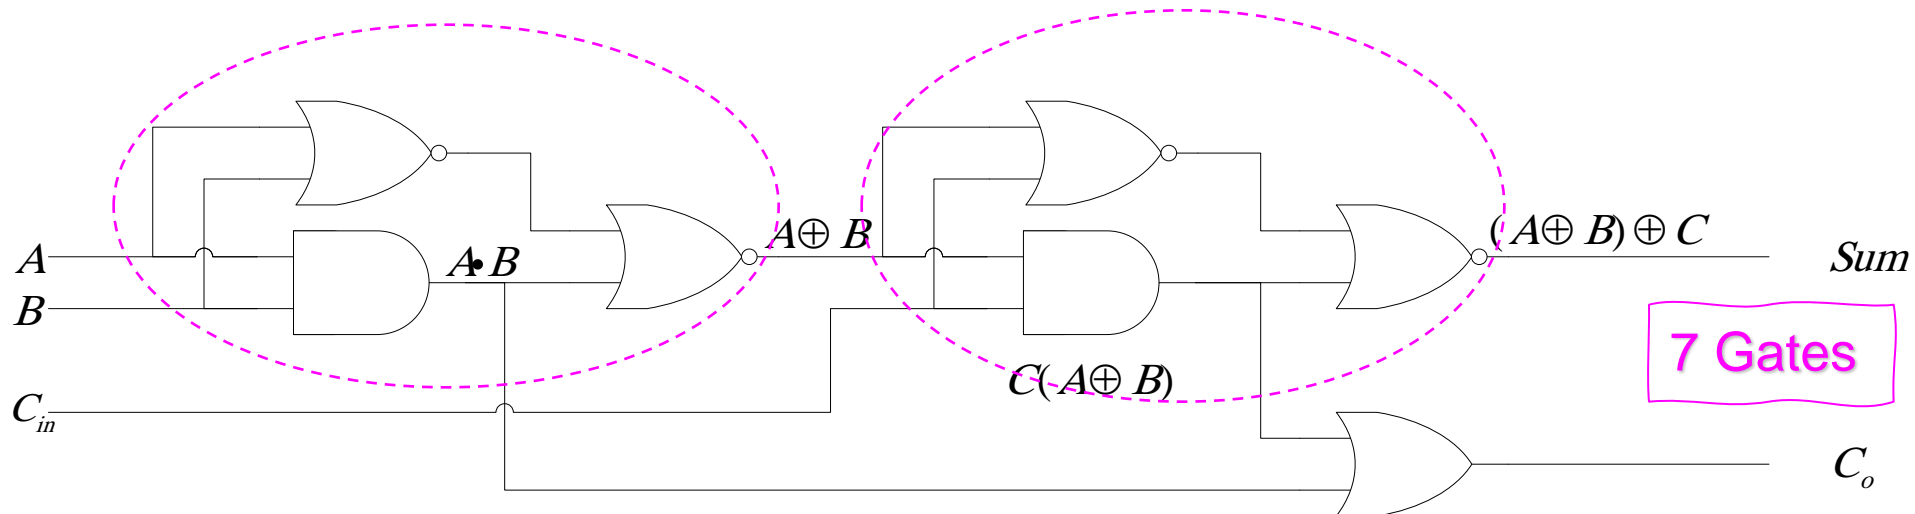 A⊕ B
( A⊕ B) ⊕ C
A
A• B
Sum
B
7 Gates
C( A⊕ B)
C_in
C_o